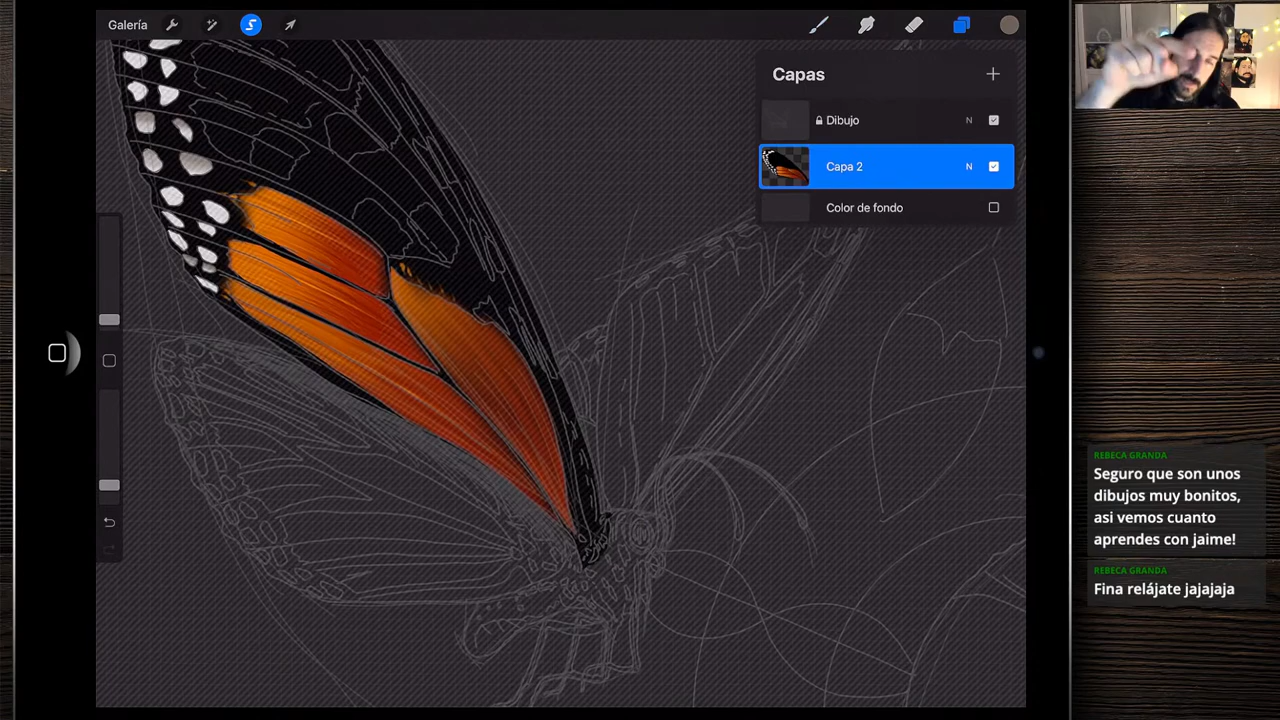 Galería
Capas
Dibujo
N
Capa 2
N
Color de fondo
REBECA GRANDA
Seguro que son unos
dibujos muy bonitos,
asi vemos cuanto
aprendes con jaime!
REBECA GRANDA
Fina relájate jajajaja